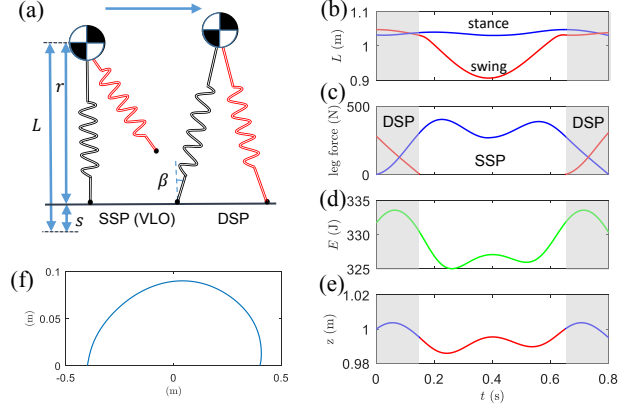 (a)
r
L
β
s
SSP (VLO)
DSP
(f)
(m)
0.1
0.05
0
-0.5
0
0.5
(m)
(b)
L (m)
1.1
1
0.9
stance
swing
(c)
leg force (N)
500
0
DSP
SSP
DSP
(d)
E (J)
335
330
325
(e)
z (m)
1.02
1
0.98
0 0.2 0.4 0.6 0.8
t (s)